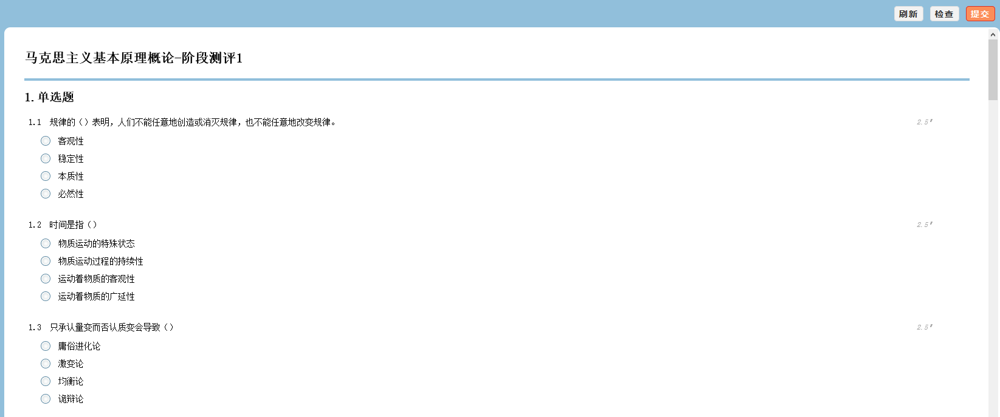 刷新 检查 提交
马克思主义基本原理概论-阶段测评1
1. 单选题
1.1 规律的（）表明，人们不能任意地创造或消灭规律，也不能任意地改变规律。 2.5'
客观性
稳定性
本质性
必然性
1.2 时间是指（） 2.5'
物质运动的特殊状态
物质运动过程的持续性
运动着物质的客观性
运动着物质的广延性
1.3 只承认量变而否认质变会导致（） 2.5'
庸俗进化论
激变论
均衡论
诡辩论